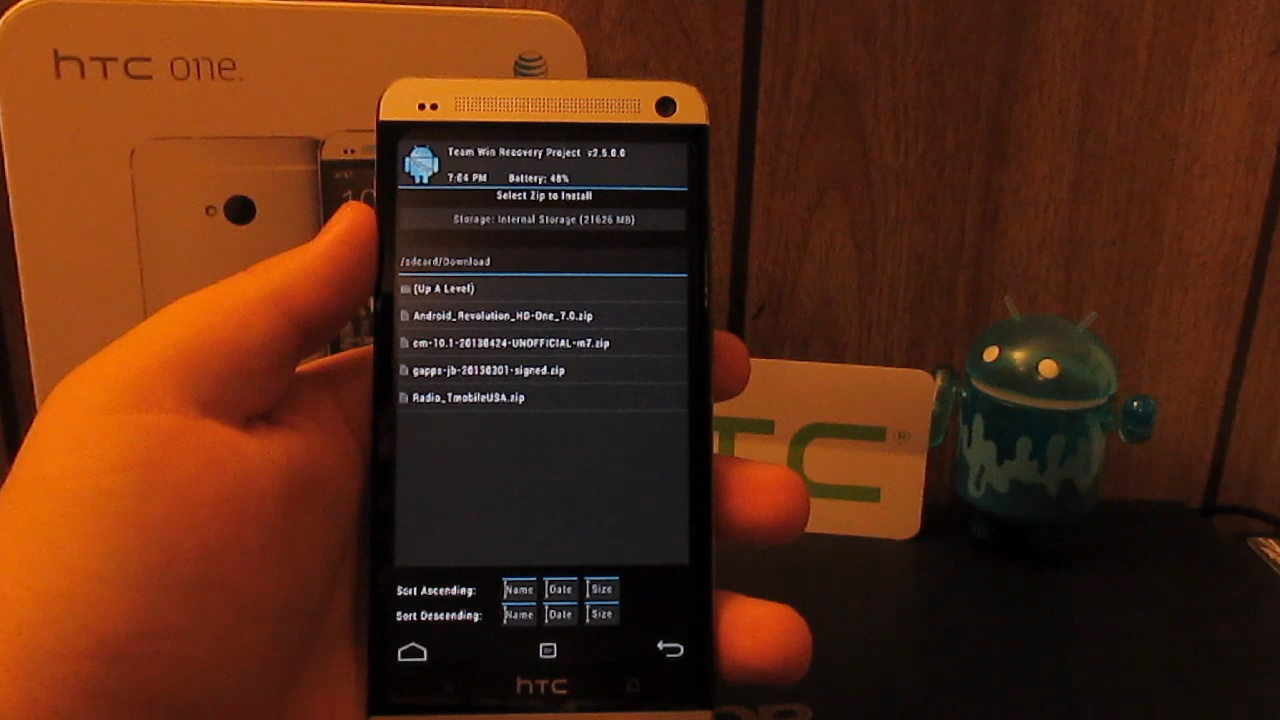 hTC one.
Team Win Recovery Project v2.5.0.0
7:04 PM Battery: 48%
Select Zip to Install
Storage: Internal Storage (21626 MB)
/sdcard/Download
(Up A Level)
Android_Revolution_HD-One_7.0.zip
cm-10.1-20130424-UNOFFICIAL-m7.zip
gapps-jb-20130301-signed.zip
Radio_TmobileUSA.zip
TC®
Sort Ascending: Name Date Size
Sort Descending: Name Date Size
hTC